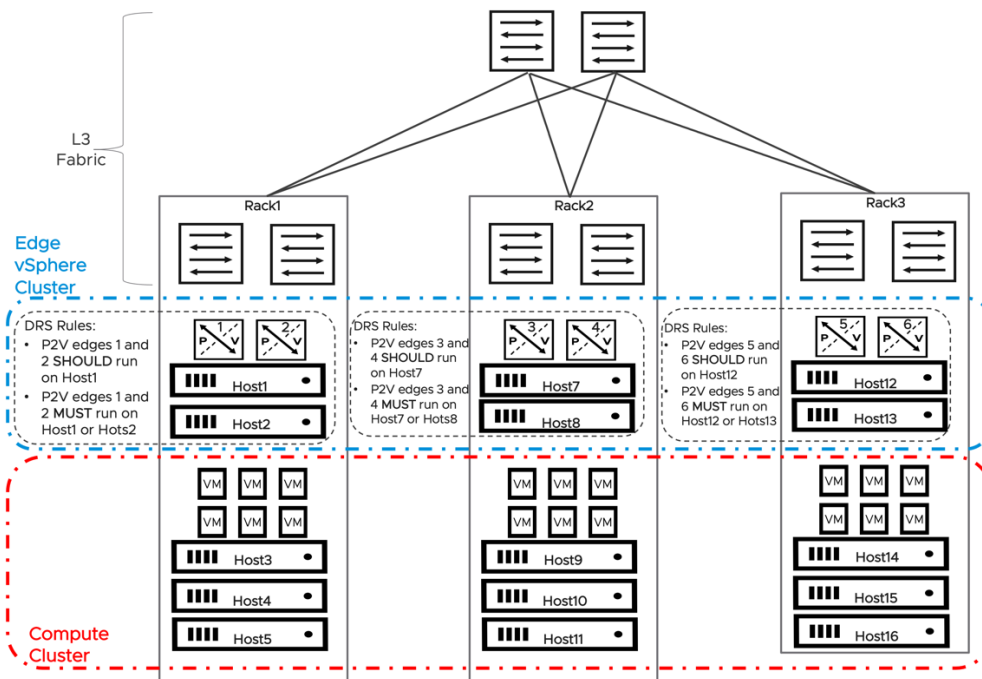 L3
Fabric
Rack1
Rack2
Rack3
Edge
vSphere
Cluster
DRS Rules:
• P2V edges 1 and
2 SHOULD run
on Host1
• P2V edges 1 and
2 MUST run on
Host1 or Hots2
1
P V
2
P V
Host1
Host2
DRS Rules:
• P2V edges 3 and
4 SHOULD run
on Host7
• P2V edges 3 and
4 MUST run on
Host7 or Hots8
3
P V
4
P V
Host7
Host8
DRS Rules:
• P2V edges 5 and
6 SHOULD run
on Host12
• P2V edges 5 and
6 MUST run on
Host12 or Hots13
5
P V
6
P V
Host12
Host13
VM VM VM
VM VM VM
Host3
Host4
Host5
VM VM VM
VM VM VM
Host9
Host10
Host11
VM VM VM
VM VM VM
Host14
Host15
Host16
Compute
Cluster